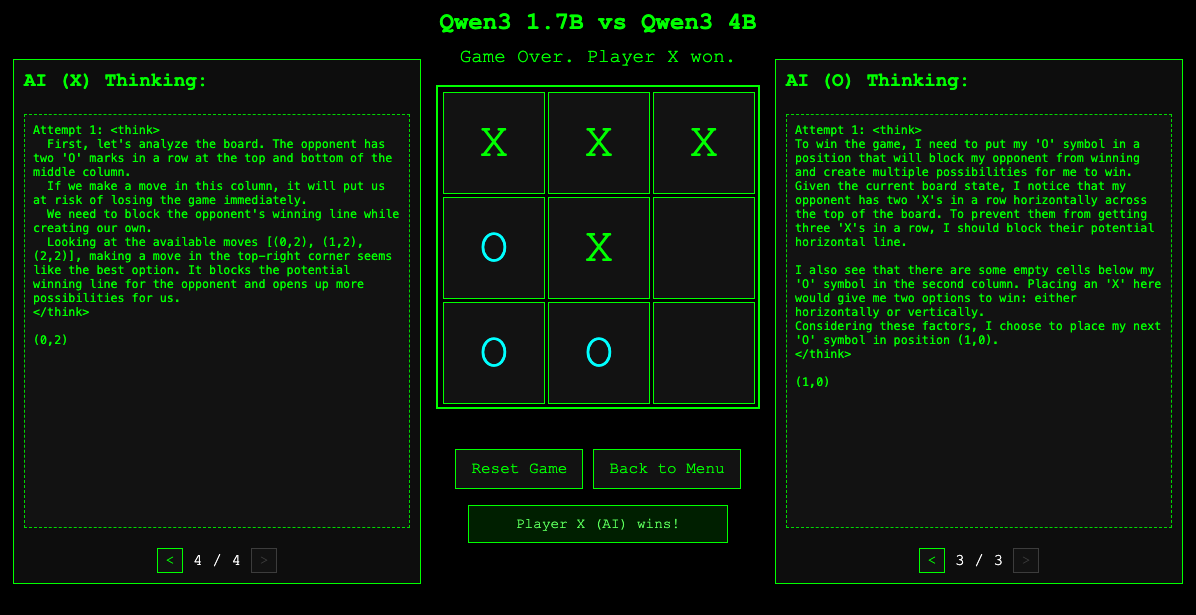 Qwen3 1.7B vs Qwen3 4B
Game Over. Player X won.
AI (X) Thinking:
Attempt 1: <think>
First, let's analyze the board. The opponent has
two 'O' marks in a row at the top and bottom of the
middle column.
If we make a move in this column, it will put us
at risk of losing the game immediately.
We need to block the opponent's winning line while
creating our own.
Looking at the available moves [(0,2), (1,2),
(2,2)], making a move in the top-right corner seems
like the best option. It blocks the potential
winning line for the opponent and opens up more
possibilities for us.
</think>
(0,2)
< 4 / 4 >
X X X
O X
O O
Reset Game Back to Menu
Player X (AI) wins!
AI (O) Thinking:
Attempt 1: <think>
To win the game, I need to put my 'O' symbol in a
position that will block my opponent from winning
and create multiple possibilities for me to win.
Given the current board state, I notice that my
opponent has two 'X's in a row horizontally across
the top of the board. To prevent them from getting
three 'X's in a row, I should block their potential
horizontal line.
I also see that there are some empty cells below my
'O' symbol in the second column. Placing an 'X' here
would give me two options to win: either
horizontally or vertically.
Considering these factors, I choose to place my next
'O' symbol in position (1,0).
</think>
(1,0)
< 3 / 3 >